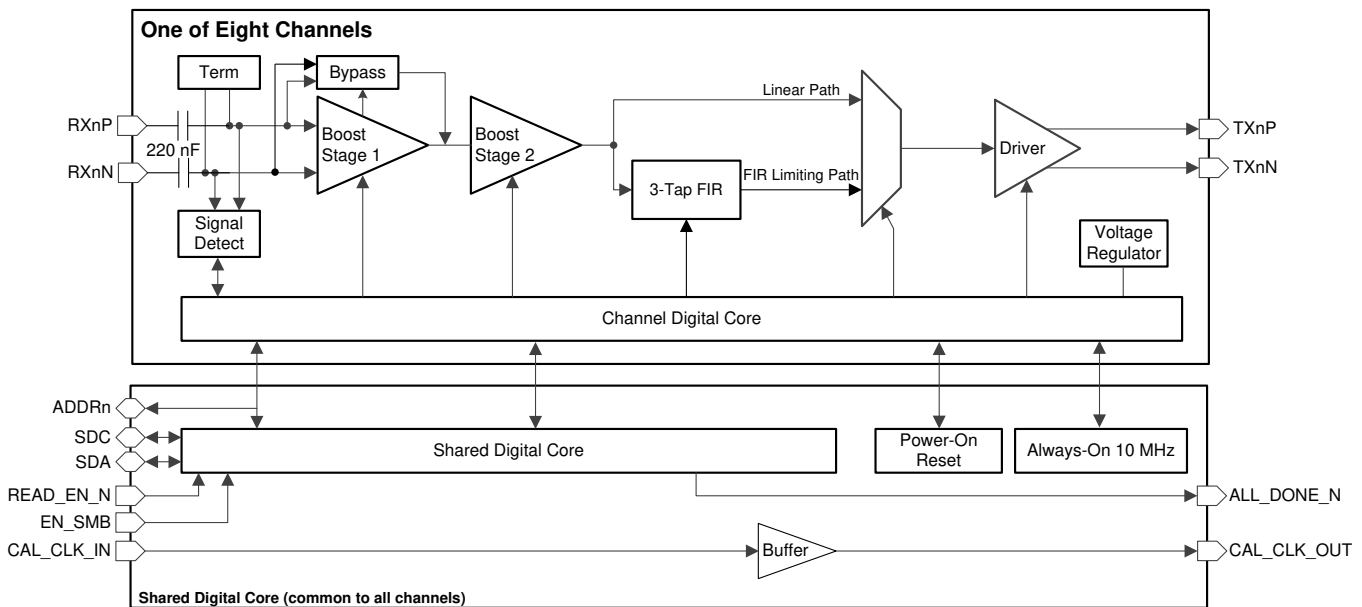 One of Eight Channels
Term
Bypass
RXnP
220 nF
RXnN
Boost
Stage 1
Boost
Stage 2
Linear Path
3-Tap FIR
FIR Limiting Path
Driver
TXnP
TXnN
Signal
Detect
Voltage
Regulator
Channel Digital Core
ADDRn
SDC
SDA
READ_EN_N
EN_SMB
CAL_CLK_IN
Shared Digital Core
Power-On
Reset
Always-On 10 MHz
ALL_DONE_N
Buffer
CAL_CLK_OUT
Shared Digital Core (common to all channels)